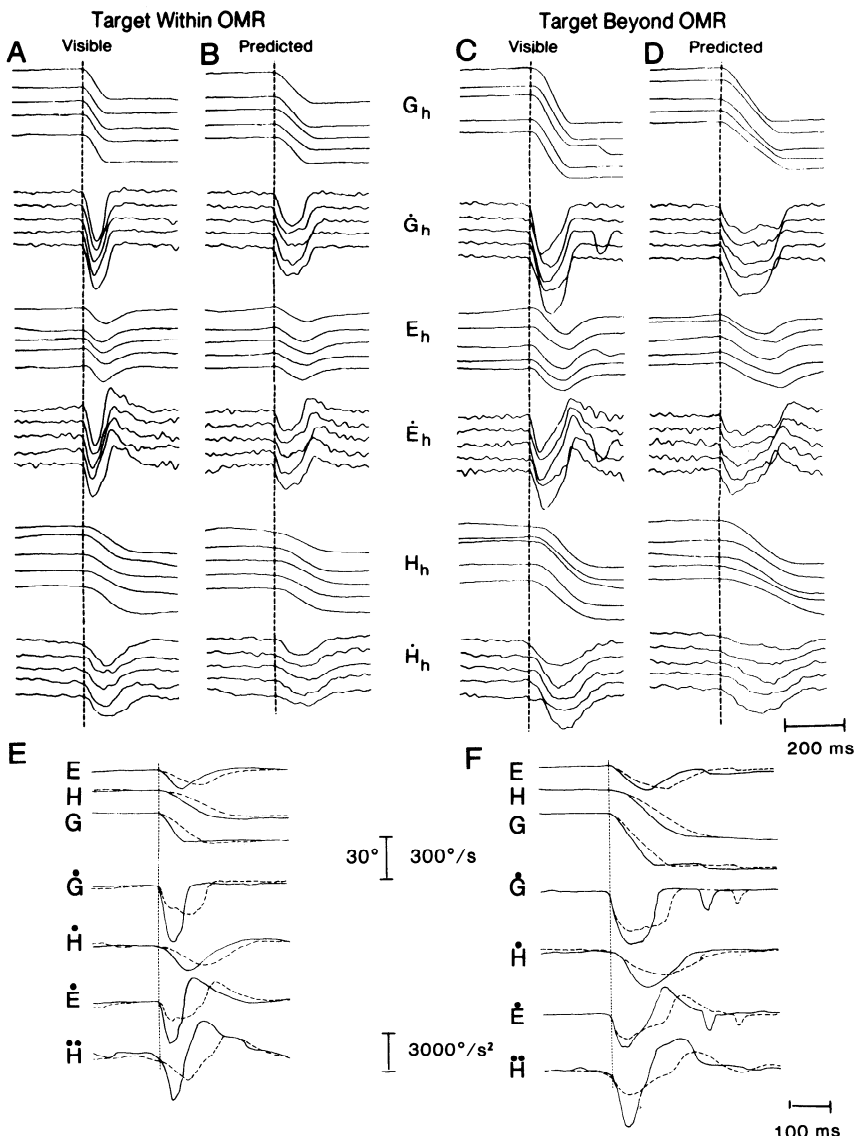 Target Within OMR
Target Beyond OMR
A Visible
B Predicted
C Visible
D Predicted
Gₕ
Ġₕ
Eₕ
Ėₕ
Hₕ
Ḣₕ
200 ms
E
E
H
G
Ġ
Ḣ
Ė
Ḧ
30° 300°/s
3000°/s²
F
E
H
G
Ġ
Ḣ
Ė
Ḧ
100 ms